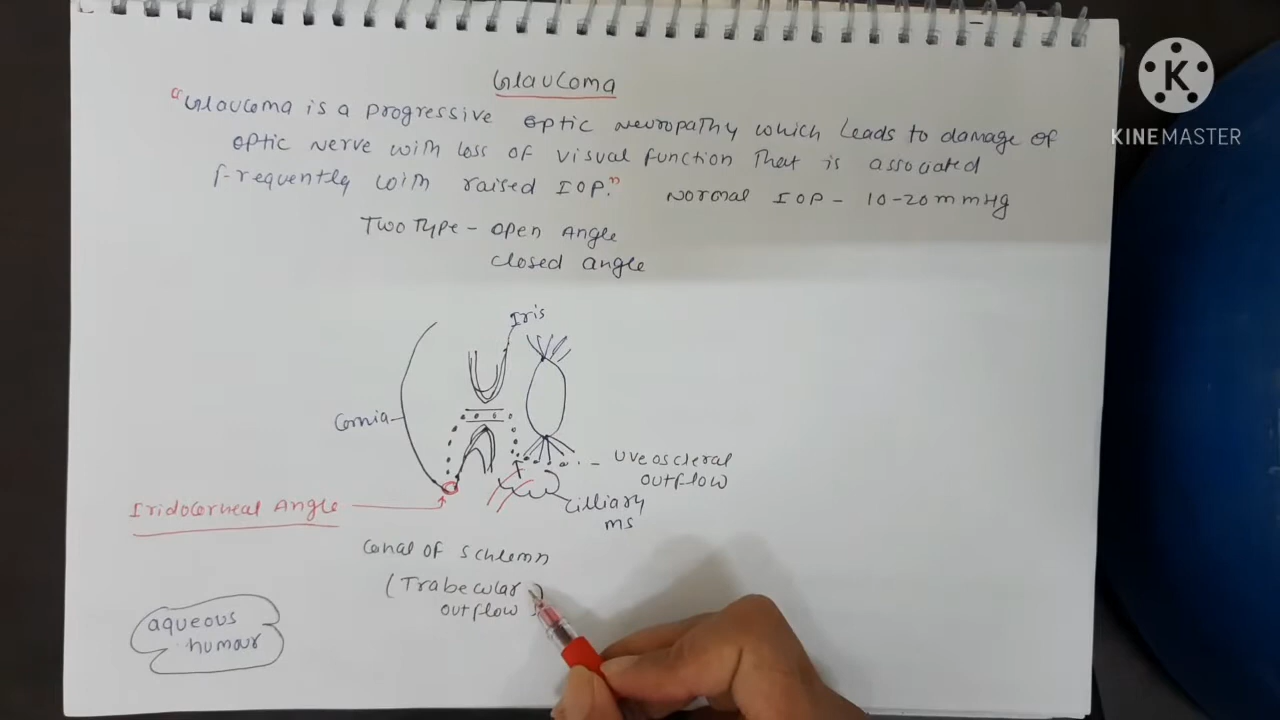 Glaucoma
"Glaucoma is a progressive optic neuropathy which leads to damage of
optic nerve with loss of visual function that is associated
frequently with raised IOP."
Normal IOP - 10-20mmHg
Two Type - open Angle
closed angle
Iris
Cornia
uveoscleral
outflow
Cilliary
ms
Iridocorneal Angle
Canal of schlemn
(Trabecular
outflow)
aqueous
humour
K
KINEMASTER